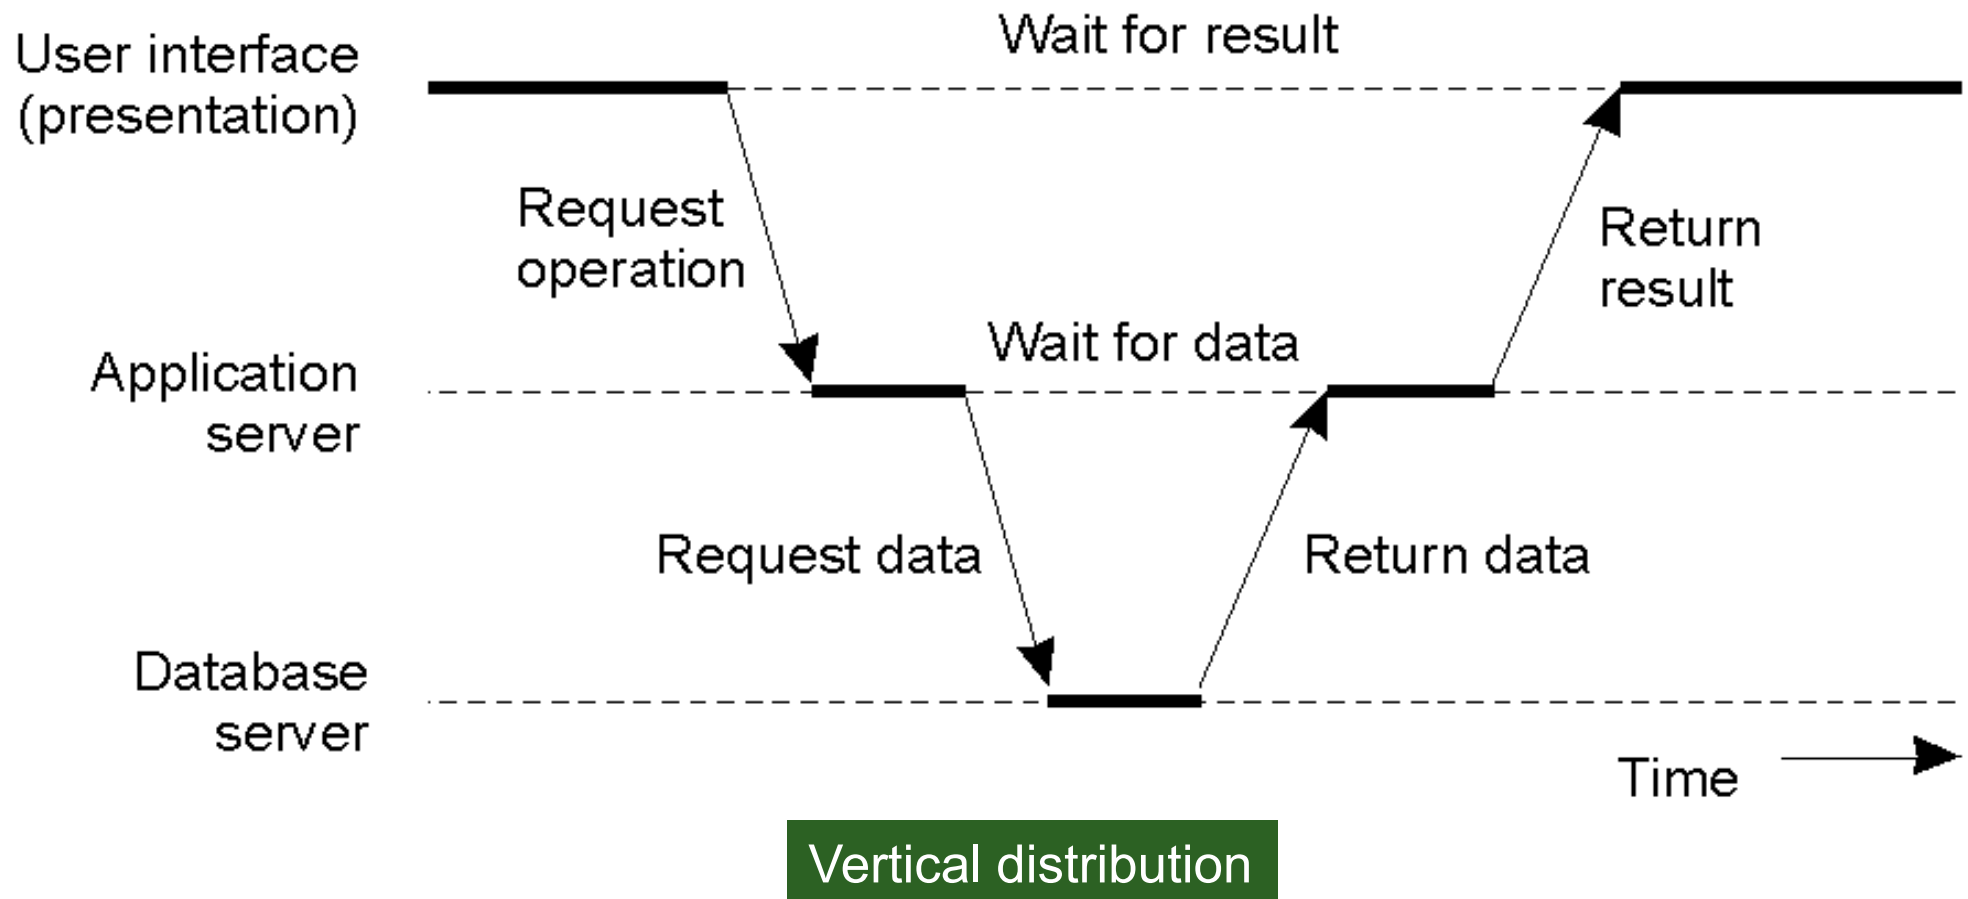 User interface
(presentation)
Wait for result
Request
operation
Return
result
Application
server
Wait for data
Request data
Return data
Database
server
Time
Vertical distribution